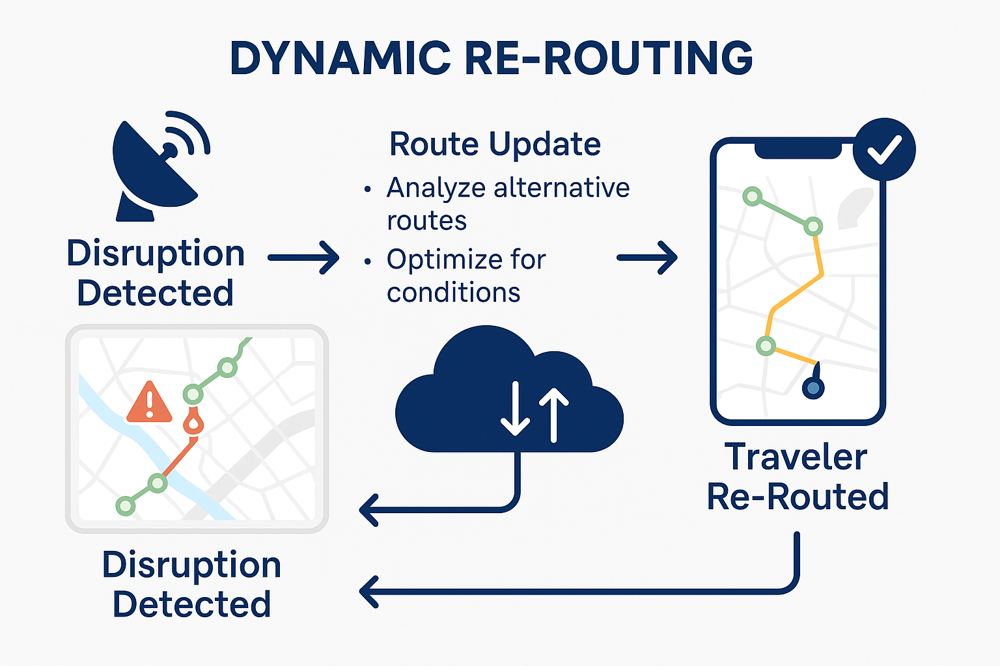 DYNAMIC RE-ROUTING
Disruption
Detected
Route Update
• Analyze alternative
routes
• Optimize for
conditions
Traveler
Re-Routed
Disruption
Detected